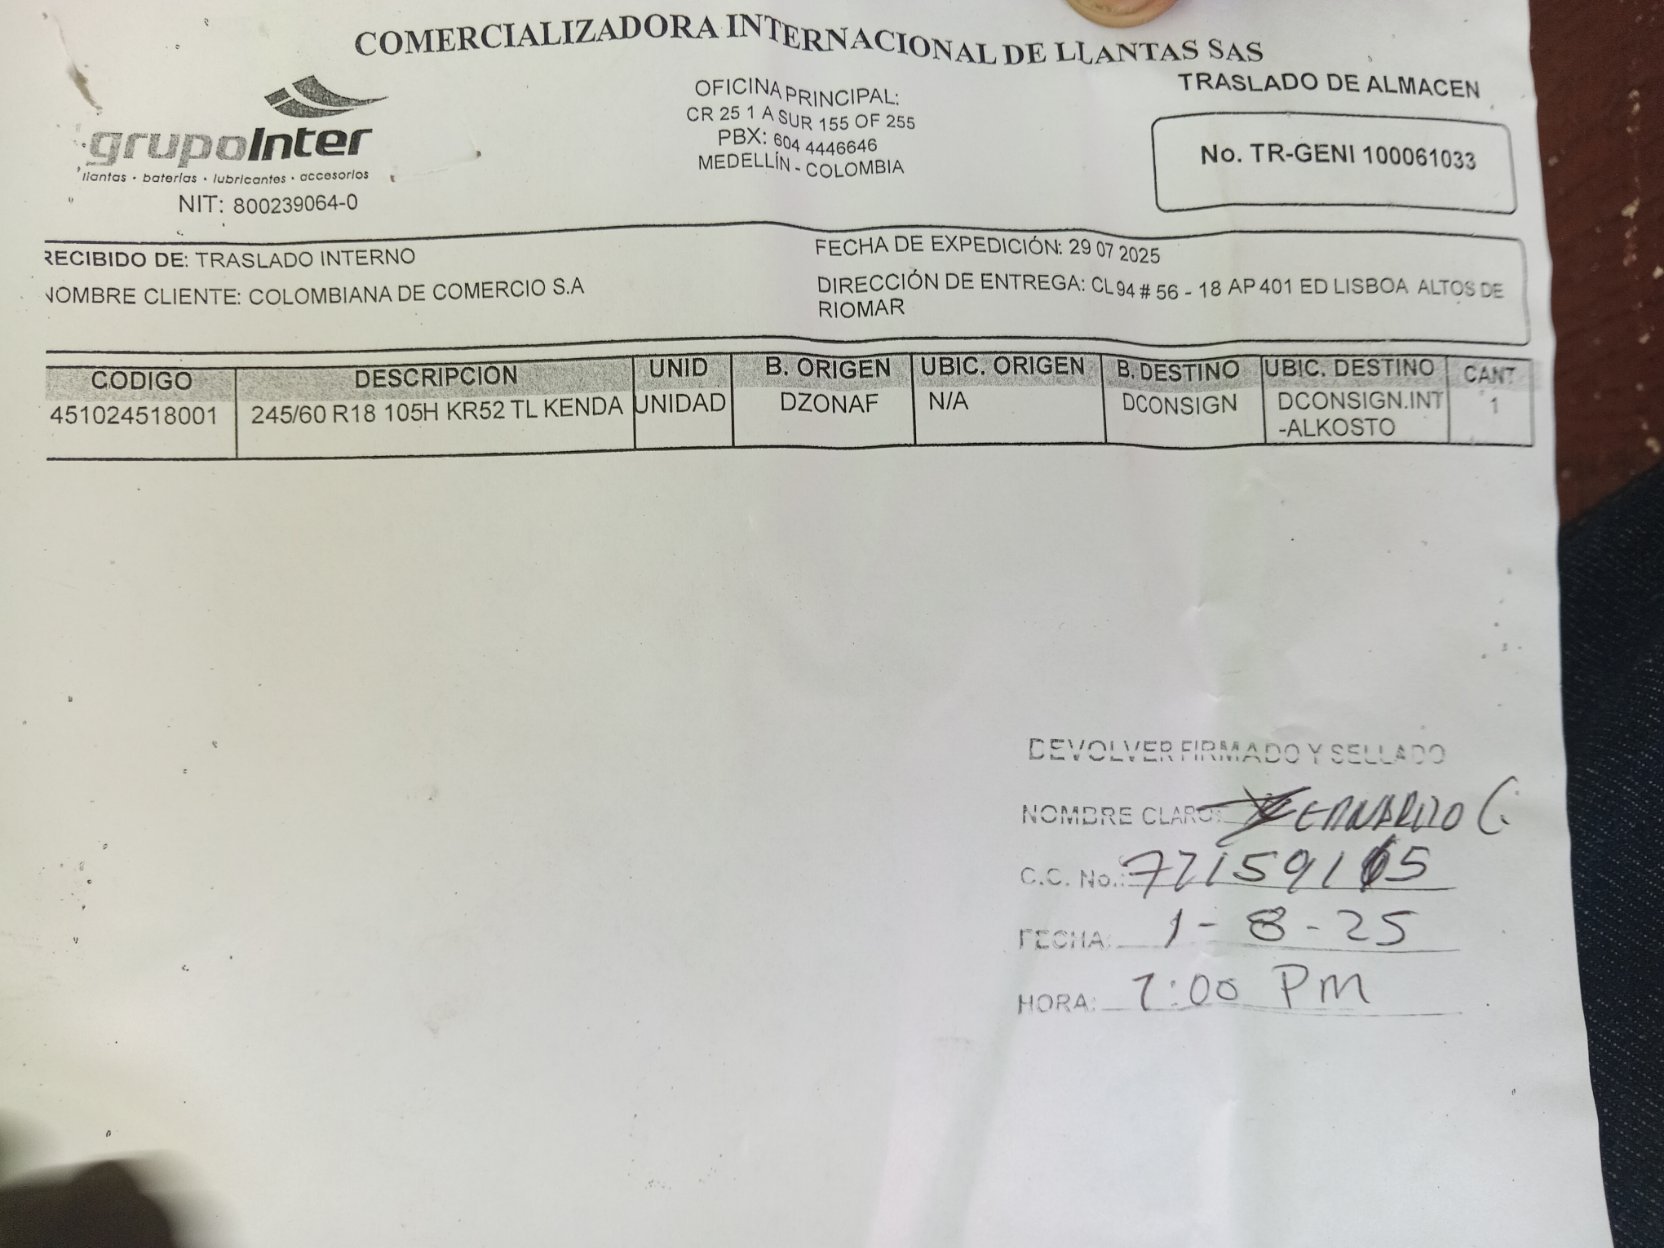 COMERCIALIZADORA INTERNACIONAL DE LLANTAS SAS
grupoInter
llantas · baterías · lubricantes · accesorios
NIT: 800239064-0
OFICINA PRINCIPAL:
CR 25 1 A SUR 155 OF 255
PBX: 604 4446646
MEDELLÍN - COLOMBIA
TRASLADO DE ALMACEN
No. TR-GENI 100061033
RECIBIDO DE: TRASLADO INTERNO
NOMBRE CLIENTE: COLOMBIANA DE COMERCIO S.A
FECHA DE EXPEDICIÓN: 29 07 2025
DIRECCIÓN DE ENTREGA: CL 94 # 56 - 18 AP 401 ED LISBOA ALTOS DE
RIOMAR
CODIGO DESCRIPCION UNID B. ORIGEN UBIC. ORIGEN B. DESTINO UBIC. DESTINO CANT
451024518001 245/60 R18 105H KR52 TL KENDA UNIDAD DZONAF N/A DCONSIGN DCONSIGN.INT 1
-ALKOSTO
DEVOLVER FIRMADO Y SELLADO
NOMBRE CLARO:
C.C. No.:
FECHA: 1-8-25
HORA: :00 PM